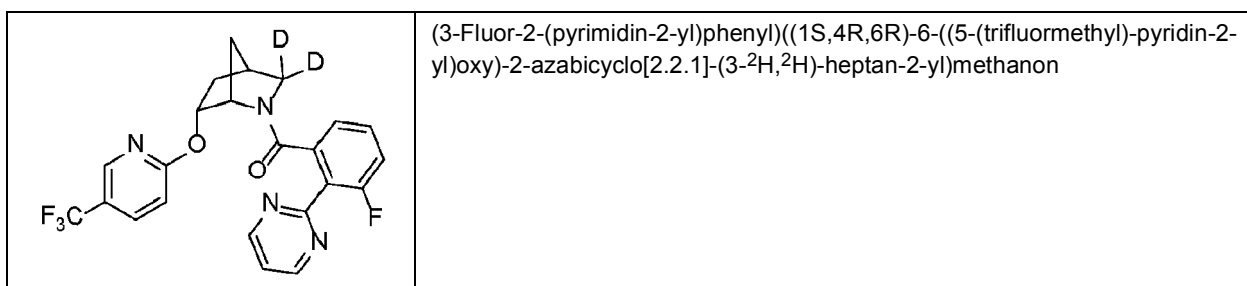 D
D
N
O
N
O
N
N
F
F₃C
(3-Fluor-2-(pyrimidin-2-yl)phenyl)((1S,4R,6R)-6-((5-(trifluormethyl)-pyridin-2-
yl)oxy)-2-azabicyclo[2.2.1]-(3-²H,²H)-heptan-2-yl)methanon